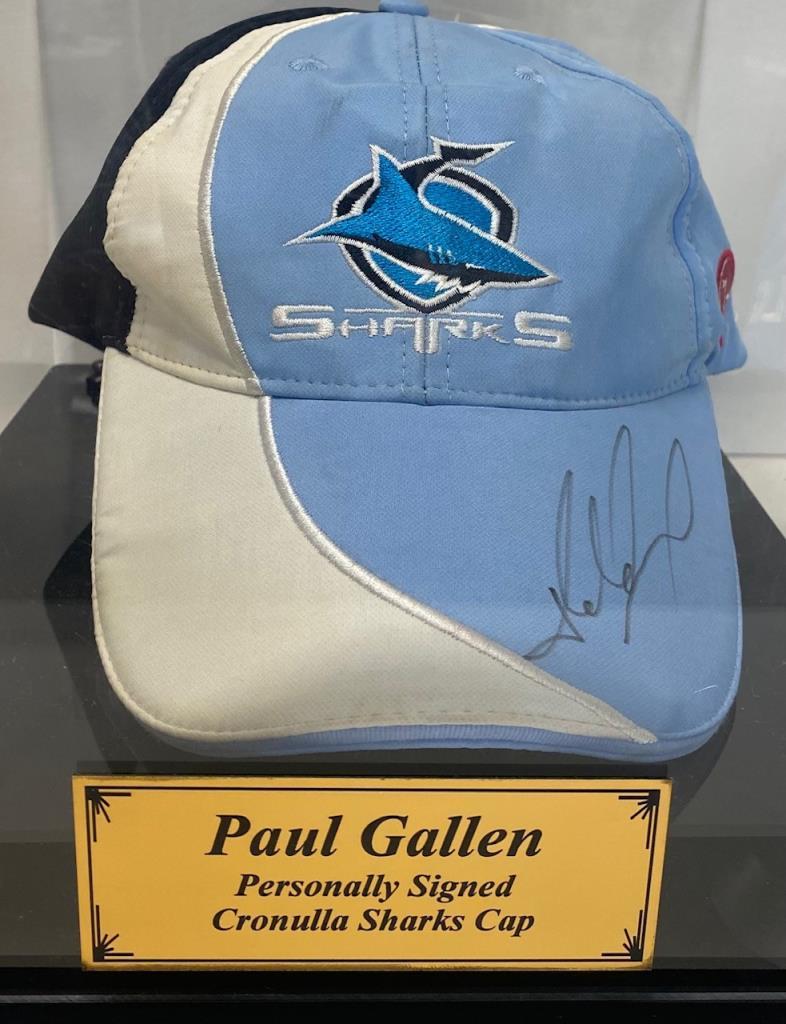 SHARKS
Paul Gallen
Personally Signed
Cronulla Sharks Cap